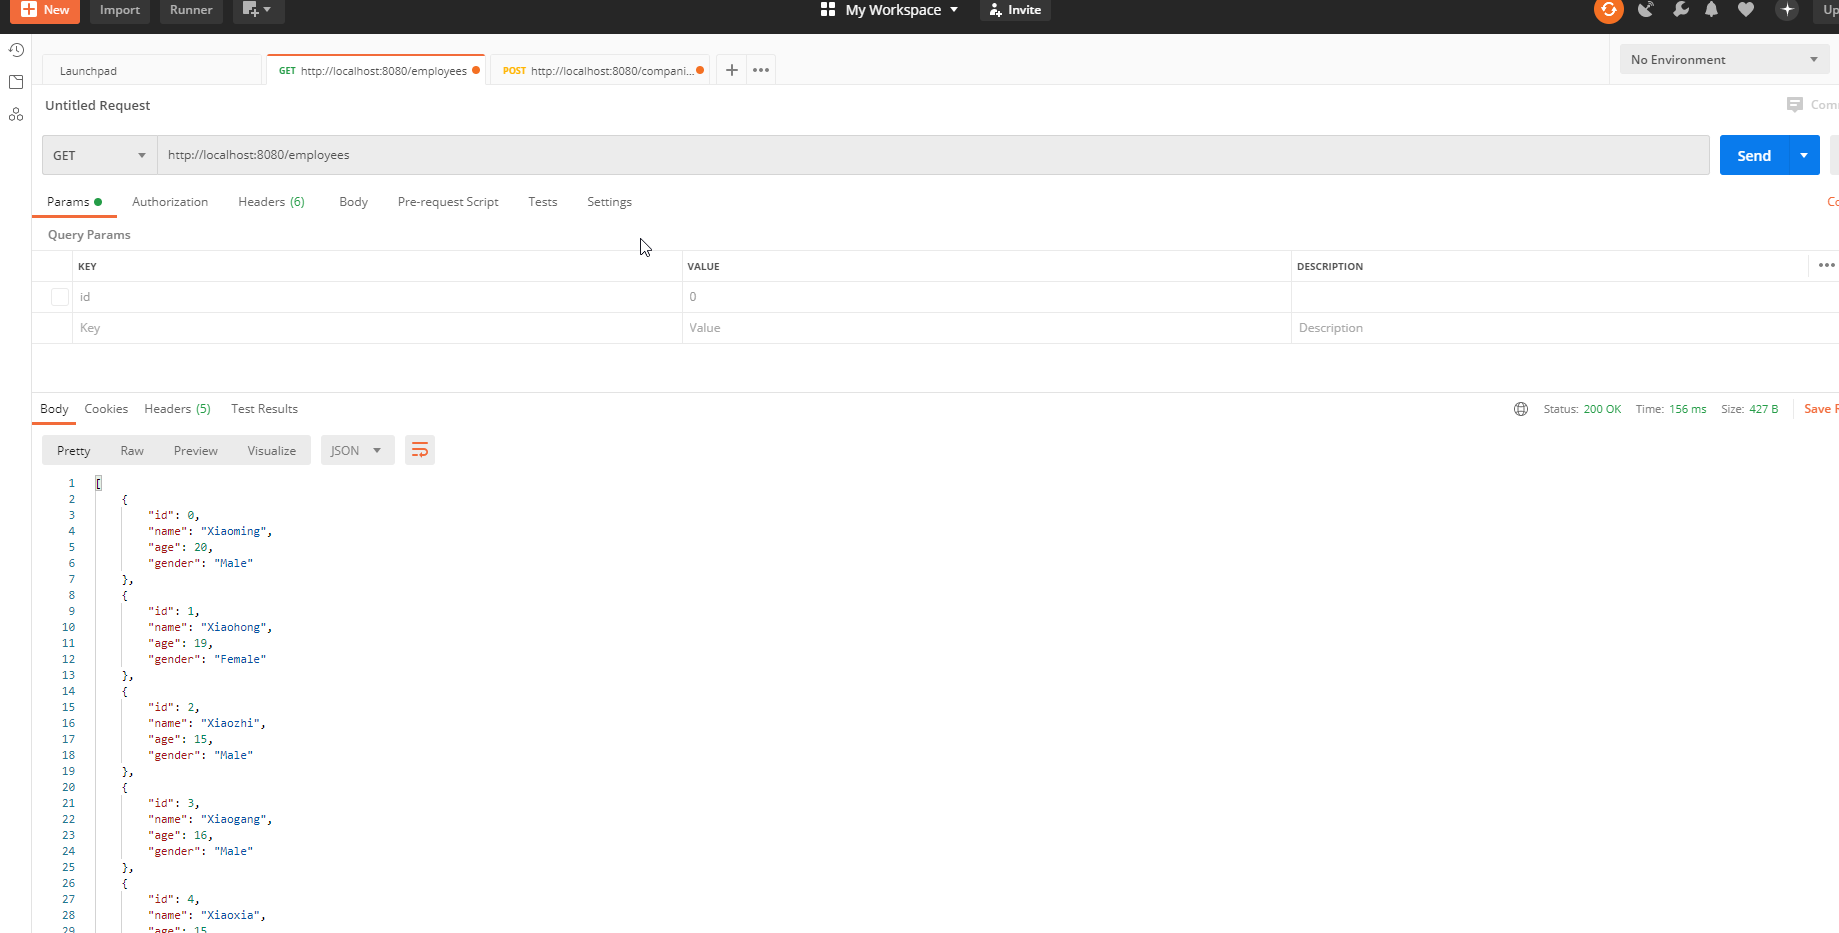 New Import Runner My Workspace Invite Up
Launchpad GET http://localhost:8080/employees POST http://localhost:8080/compani... No Environment
Untitled Request Com
GET http://localhost:8080/employees Send
Params Authorization Headers (6) Body Pre-request Script Tests Settings Co
Query Params
KEY VALUE DESCRIPTION
id 0
Key Value Description
Body Cookies Headers (5) Test Results Status: 200 OK Time: 156 ms Size: 427 B Save R
Pretty Raw Preview Visualize JSON
1 [
2 {
3 "id": 0,
4 "name": "Xiaoming",
5 "age": 20,
6 "gender": "Male"
7 },
8 {
9 "id": 1,
10 "name": "Xiaohong",
11 "age": 19,
12 "gender": "Female"
13 },
14 {
15 "id": 2,
16 "name": "Xiaozhi",
17 "age": 15,
18 "gender": "Male"
19 },
20 {
21 "id": 3,
22 "name": "Xiaogang",
23 "age": 16,
24 "gender": "Male"
25 },
26 {
27 "id": 4,
28 "name": "Xiaoxia",
29 "age": 15